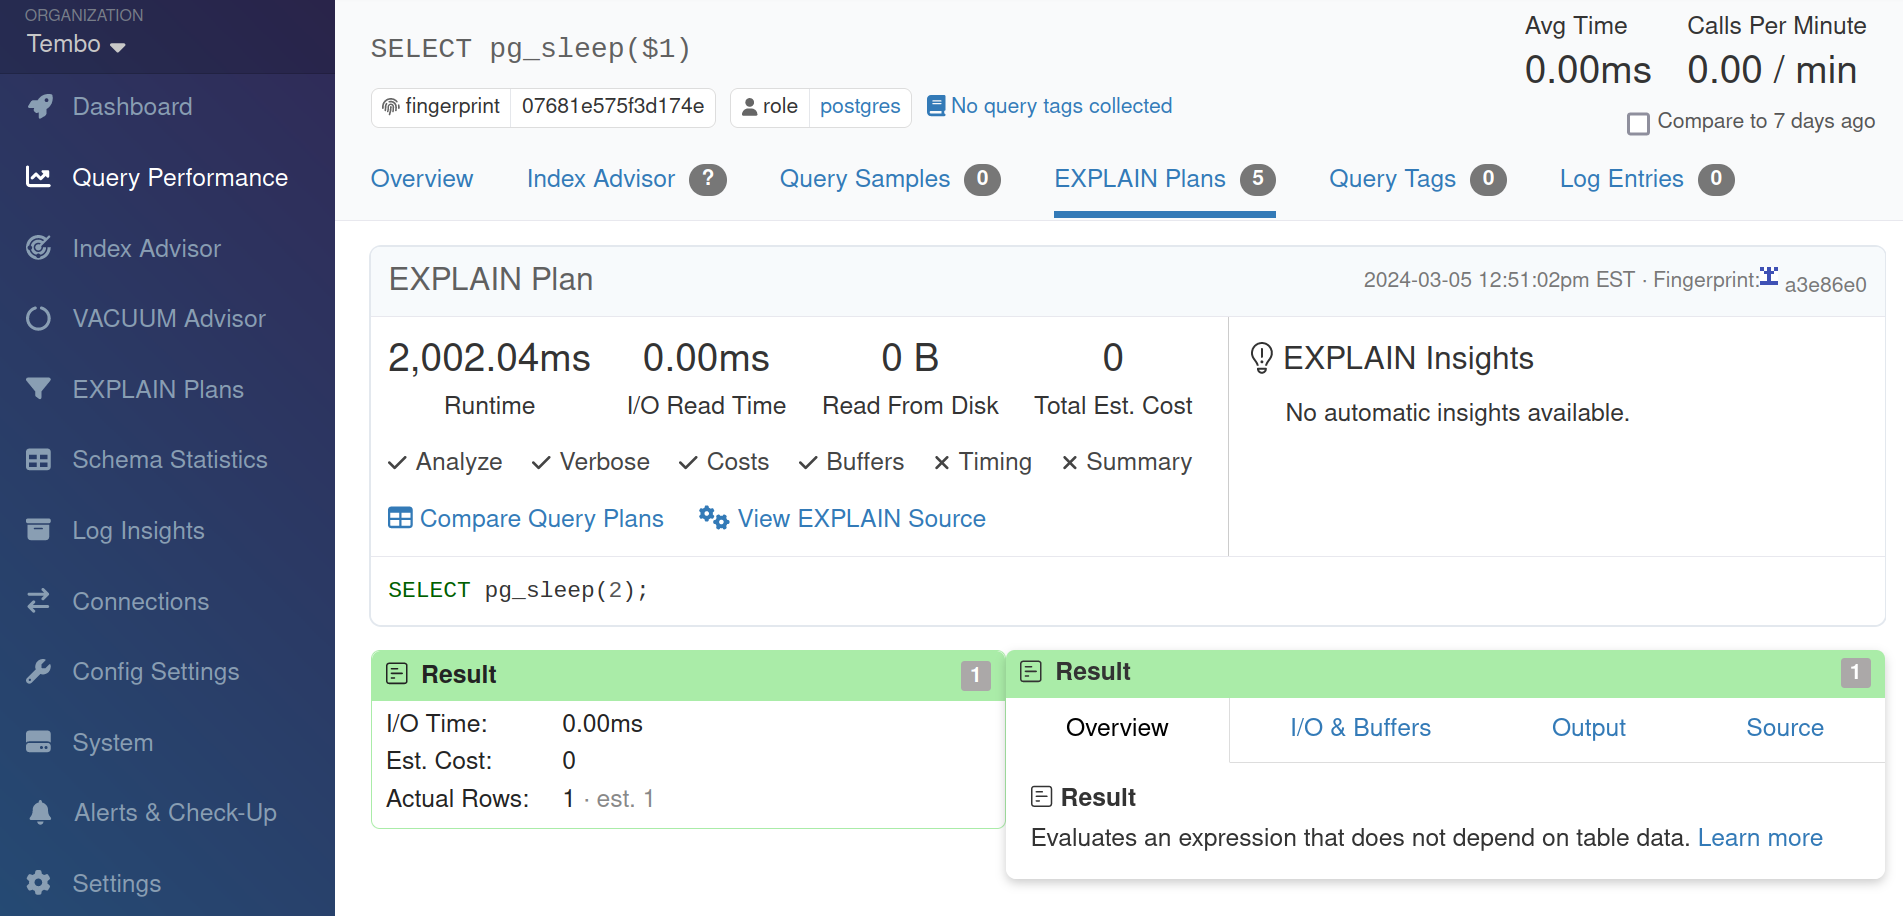 ORGANIZATION
Tembo
Dashboard
Query Performance
Index Advisor
VACUUM Advisor
EXPLAIN Plans
Schema Statistics
Log Insights
Connections
Config Settings
System
Alerts & Check-Up
Settings
SELECT pg_sleep($1)
fingerprint 07681e575f3d174e role postgres No query tags collected
Avg Time
0.00ms
Calls Per Minute
0.00 / min
Compare to 7 days ago
Overview Index Advisor ? Query Samples 0 EXPLAIN Plans 5 Query Tags 0 Log Entries 0
EXPLAIN Plan
2024-03-05 12:51:02pm EST · Fingerprint: a3e86e0
2,002.04ms 0.00ms 0 B 0
Runtime I/O Read Time Read From Disk Total Est. Cost
Analyze Verbose Costs Buffers Timing Summary
Compare Query Plans View EXPLAIN Source
EXPLAIN Insights
No automatic insights available.
SELECT pg_sleep(2);
Result 1
I/O Time: 0.00ms
Est. Cost: 0
Actual Rows: 1 · est. 1
Result 1
Overview I/O & Buffers Output Source
Result
Evaluates an expression that does not depend on table data. Learn more